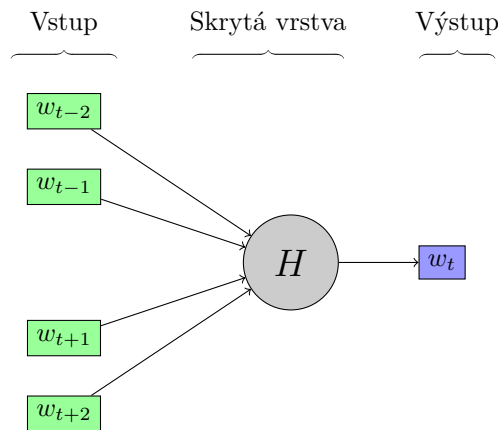 Vstup Skrytá vrstva Výstup
w_{t−2}
w_{t−1}
H
w_t
w_{t+1}
w_{t+2}